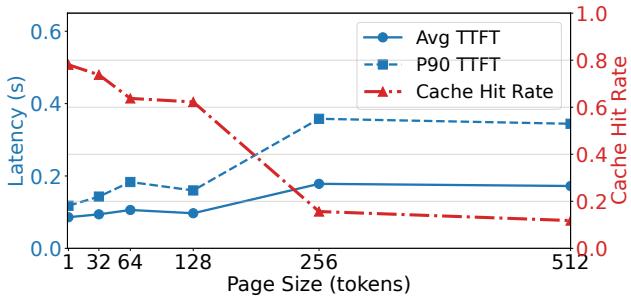 Avg TTFT
P90 TTFT
Cache Hit Rate
Latency (s)
0.6
0.4
0.2
0.0
1.0
0.8
0.6
0.4
0.2
0.0
Cache Hit Rate
1 32 64 128 256 512
Page Size (tokens)